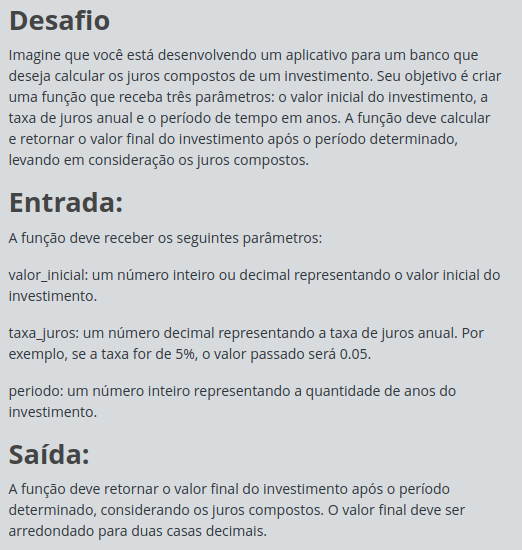 Desafio
Imagine que você está desenvolvendo um aplicativo para um banco que
deseja calcular os juros compostos de um investimento. Seu objetivo é criar
uma função que receba três parâmetros: o valor inicial do investimento, a
taxa de juros anual e o período de tempo em anos. A função deve calcular
e retornar o valor final do investimento após o período determinado,
levando em consideração os juros compostos.
Entrada:
A função deve receber os seguintes parâmetros:
valor_inicial: um número inteiro ou decimal representando o valor inicial do
investimento.
taxa_juros: um número decimal representando a taxa de juros anual. Por
exemplo, se a taxa for de 5%, o valor passado será 0.05.
periodo: um número inteiro representando a quantidade de anos do
investimento.
Saída:
A função deve retornar o valor final do investimento após o período
determinado, considerando os juros compostos. O valor final deve ser
arredondado para duas casas decimais.